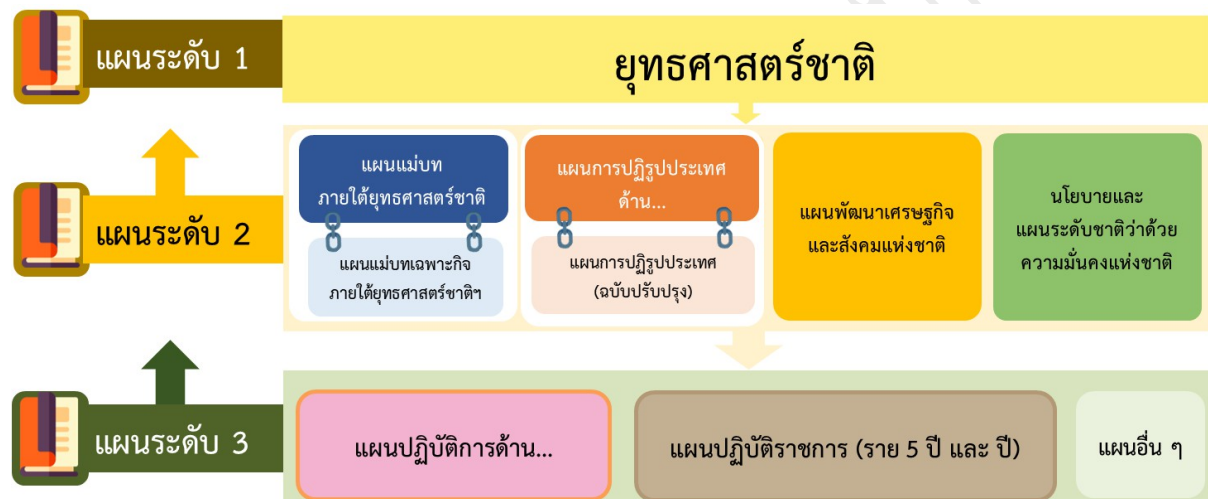 แผนระดับ 1
ยุทธศาสตร์ชาติ
แผนระดับ 2
แผนแม่บท
ภายใต้ยุทธศาสตร์ชาติ
แผนแม่บทเฉพาะกิจ
ภายใต้ยุทธศาสตร์ชาติฯ
แผนการปฏิรูปประเทศ
ด้าน...
แผนการปฏิรูปประเทศ
(ฉบับปรับปรุง)
แผนพัฒนาเศรษฐกิจ
และสังคมแห่งชาติ
นโยบายและ
แผนระดับชาติว่าด้วย
ความมั่นคงแห่งชาติ
แผนระดับ 3
แผนปฏิบัติการด้าน...
แผนปฏิบัติราชการ (ราย 5 ปี และ ปี)
แผนอื่น ๆ